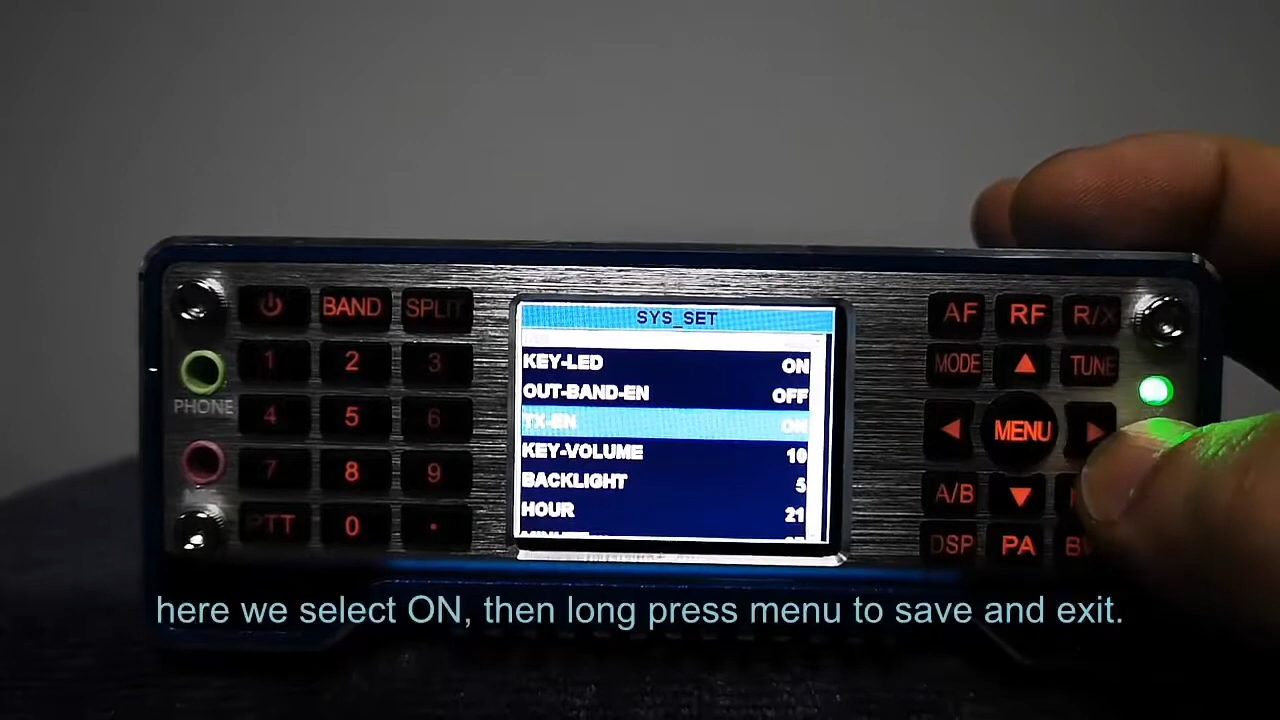 BAND SPLIT
1 2 3
PHONE
4 5 6
7 8 9
PTT 0 .
SYS_SET
KEY-LED ON
OUT-BAND-EN OFF
TX-EN ON
KEY-VOLUME 10
BACKLIGHT 5
HOUR 21
AF RF R/X
MODE TUNE
MENU
A/B
DSP PA
here we select ON, then long press menu to save and exit.